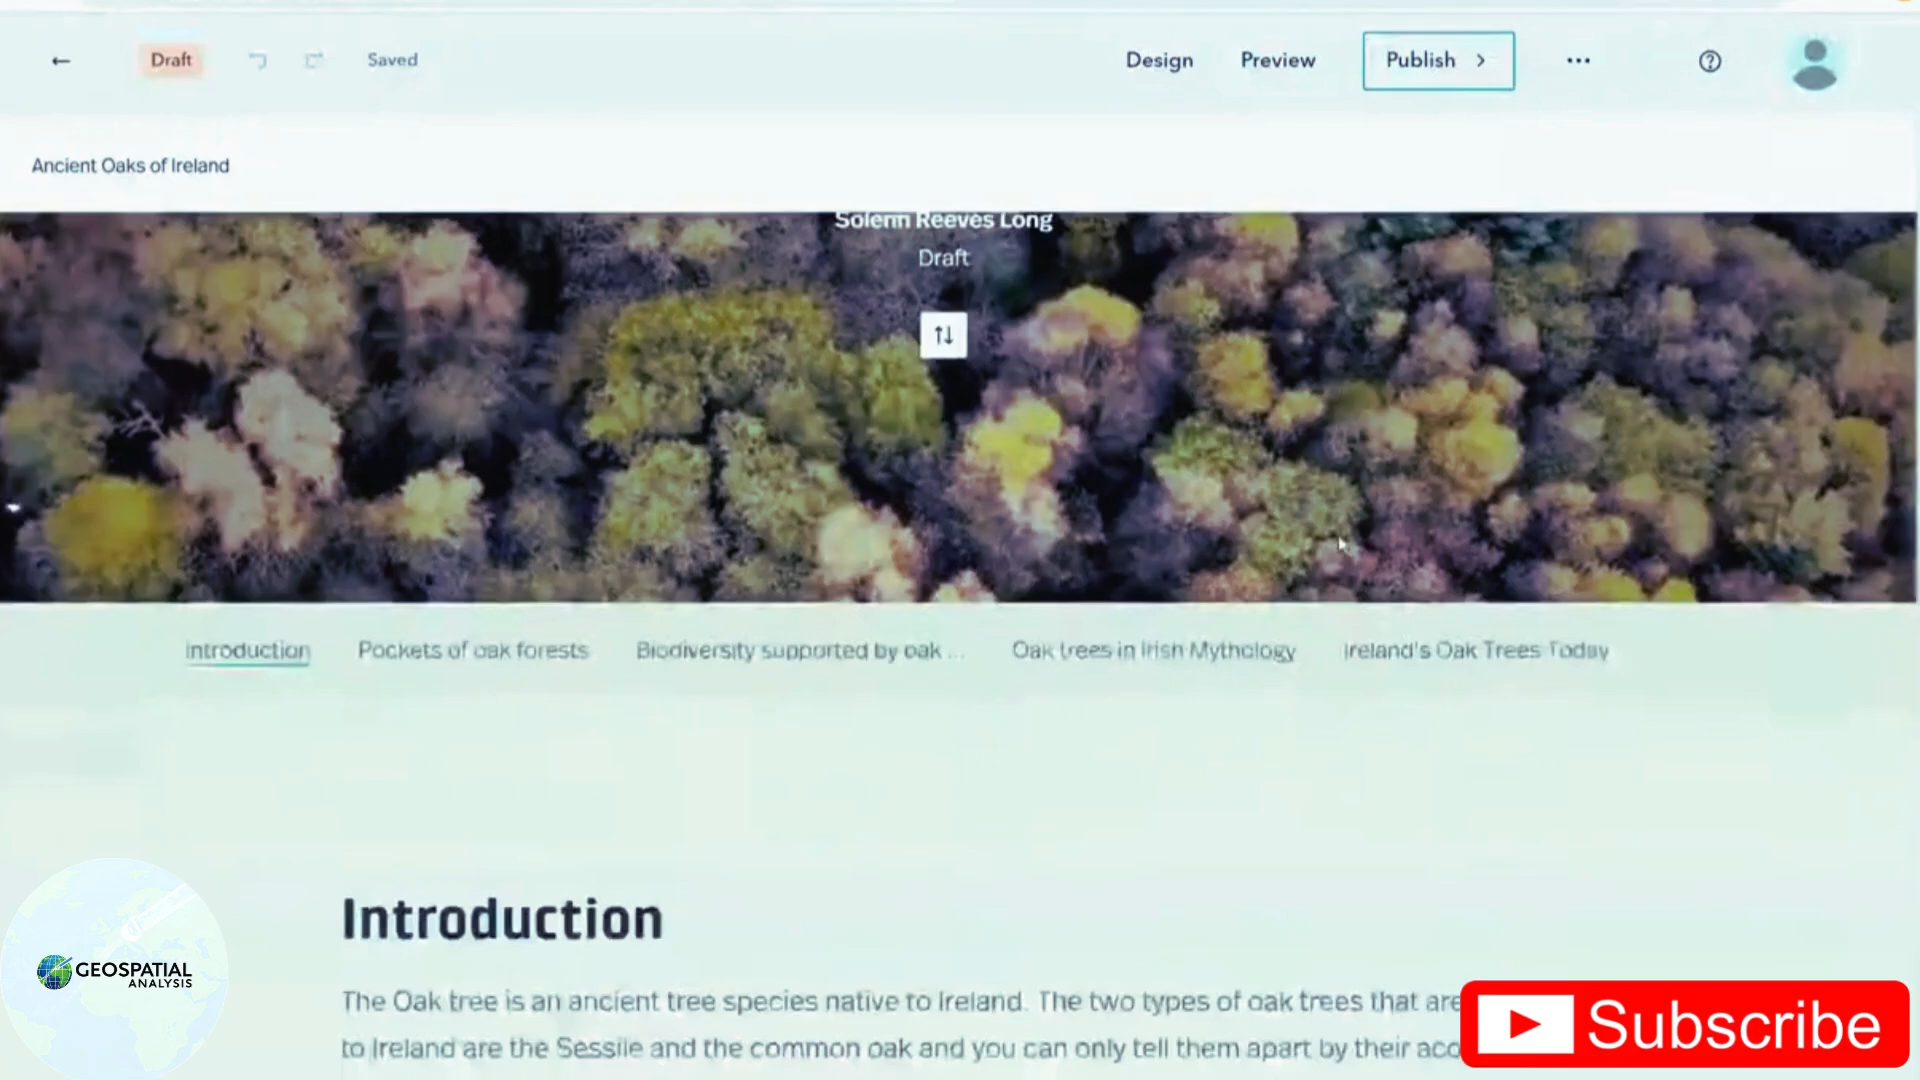 Draft
Saved
Design
Preview
Publish
Ancient Oaks of Ireland
Solenn Reeves Long
Draft
Introduction
Pockets of oak forests
Biodiversity supported by oak ...
Oak trees in Irish Mythology
Ireland's Oak Trees Today
Introduction
The Oak tree is an ancient tree species native to Ireland. The two types of oak trees that are
to Ireland are the Sessile and the common oak and you can only tell them apart by their aco
GEOSPATIAL
ANALYSIS
Subscribe